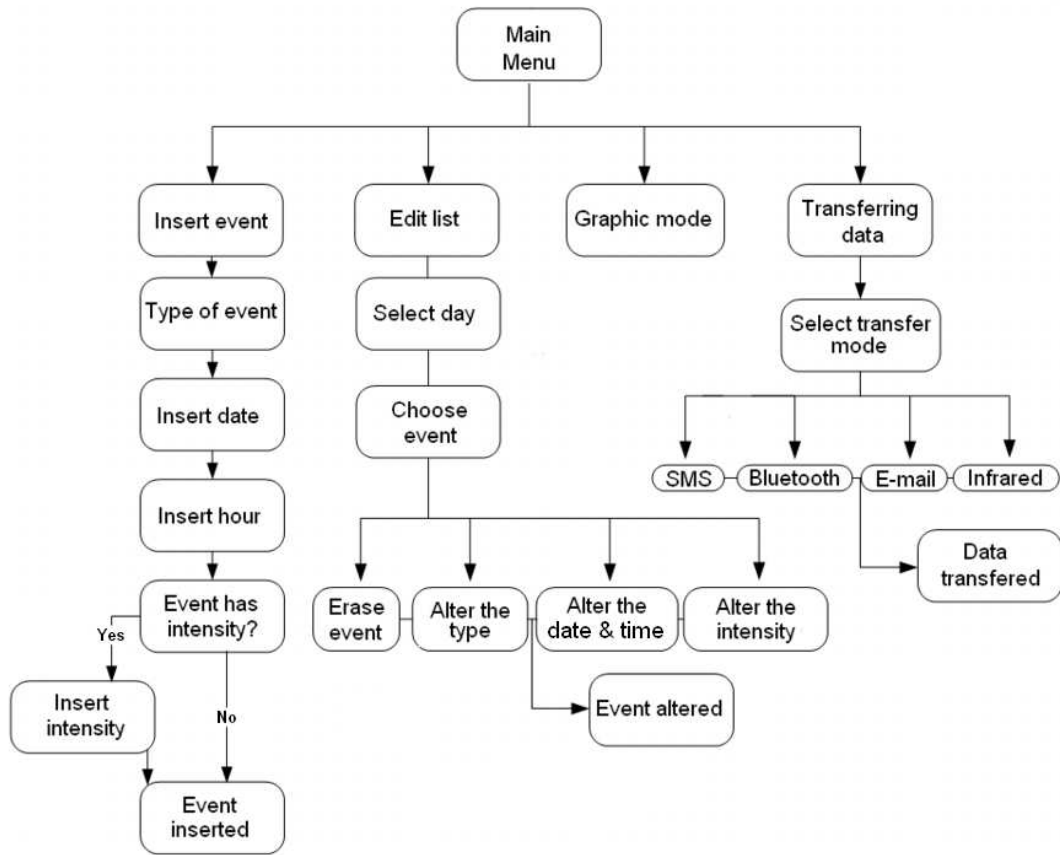 Main
Menu
Insert event
Edit list
Graphic mode
Transferring
data
Type of event
Select day
Select transfer
mode
Insert date
Choose
event
SMS
Bluetooth
E-mail
Infrared
Insert hour
Data
transfered
Event has
intensity?
Erase
event
Alter the
type
Alter the
date & time
Alter the
intensity
Yes
No
Insert
intensity
Event altered
Event
inserted